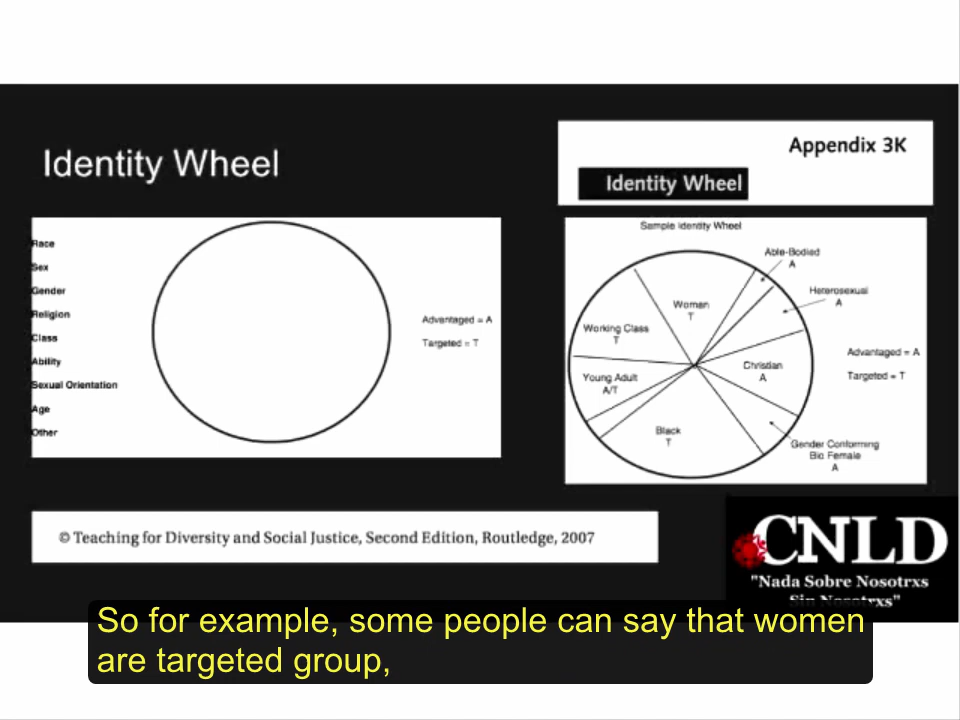 Identity Wheel
Appendix 3K
Identity Wheel
Race
Sex
Gender
Religion
Class
Ability
Sexual Orientation
Age
Other
Advantaged = A
Targeted = T
Sample Identity Wheel
Able-Bodied
A
Heterosexual
A
Woman
T
Working Class
T
Christian
A
Advantaged = A
Targeted = T
Young Adult
A/T
Black
T
Gender Conforming
Bio Female
A
© Teaching for Diversity and Social Justice, Second Edition, Routledge, 2007
CNLD
"Nada Sobre Nosotrxs
Sin Nosotrxs"
So for example, some people can say that women
are targeted group,